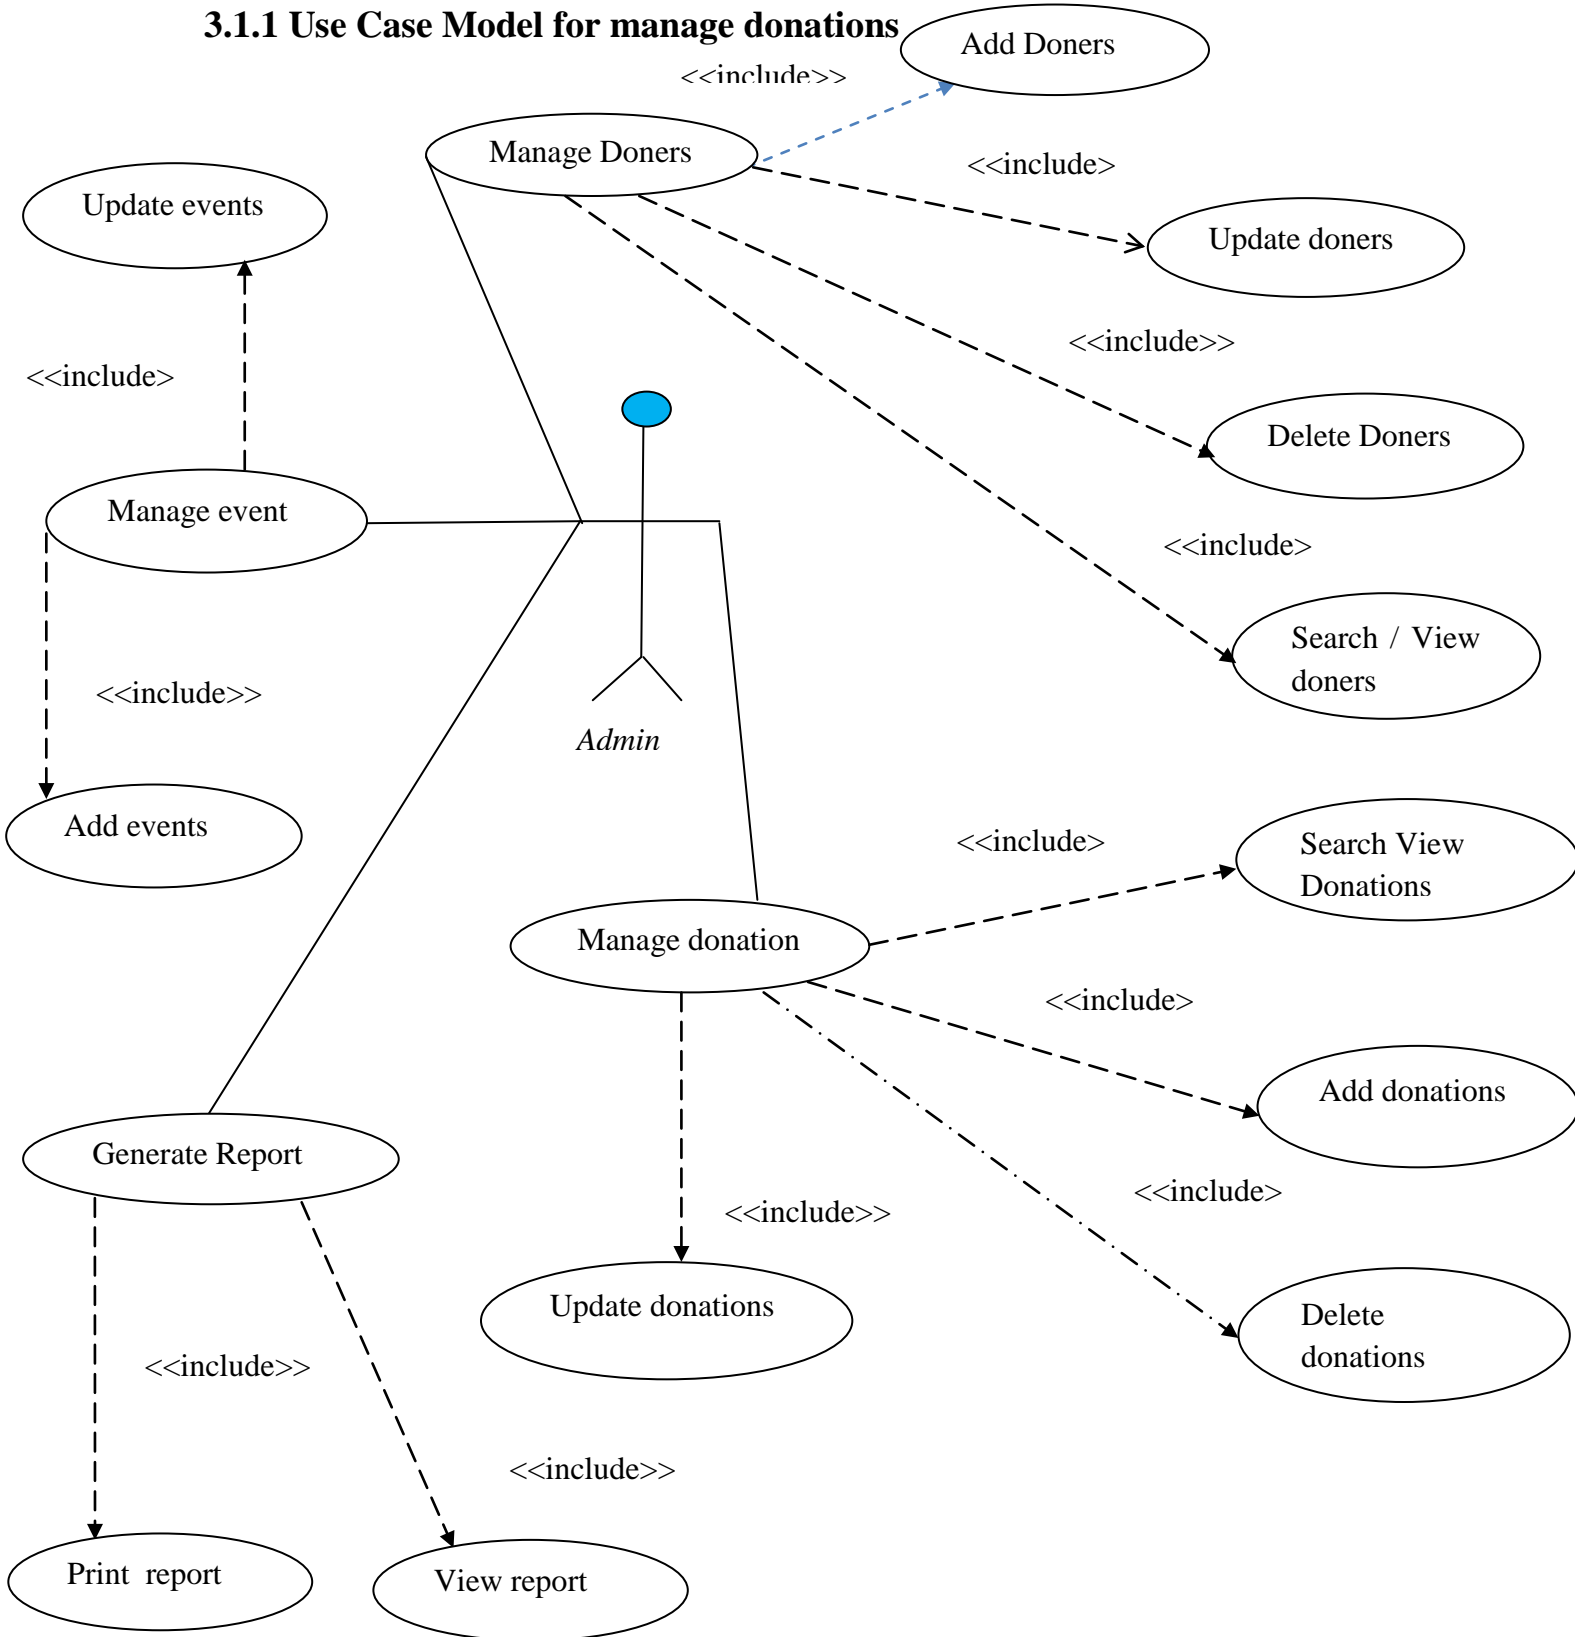 3.1.1 Use Case Model for manage donations
Add Doners
<<include>>
Manage Doners
<<include>
Update events
Update doners
<<include>>
<<include>
Delete Doners
Manage event
<<include>
Search / View
doners
<<include>>
Admin
Add events
<<include>
Search View
Donations
Manage donation
<<include>
Add donations
Generate Report
<<include>
<<include>>
Update donations
Delete
donations
<<include>>
<<include>>
Print report
View report